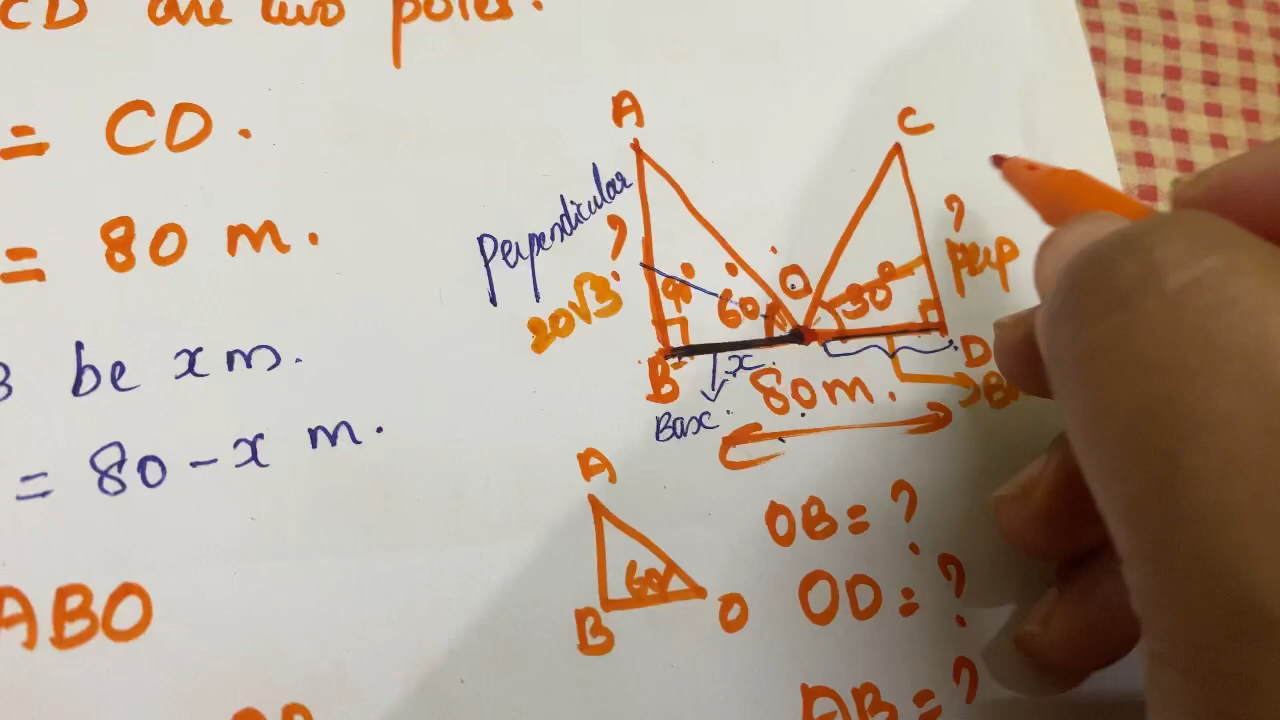 CD are two poles.
= CD.
= 80 m.
be x m.
= 80 - x m.
ABO
A
C
Perpendicular
?
?
perp
20√3
90°
60°
O
30°
B
x
D
Base
80 m.
A
60
B
O
OB = ?
OD = ?
AB = ?